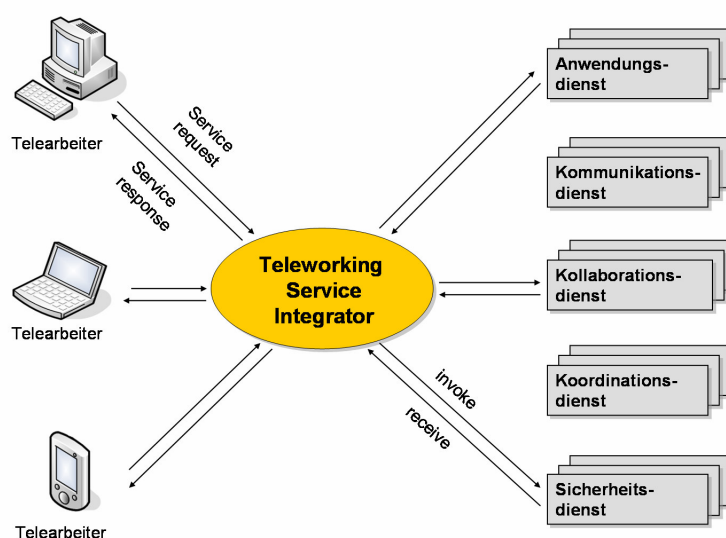 Telearbeiter
Service
request
Service
response
Telearbeiter
Telearbeiter
Teleworking
Service
Integrator
invoke
receive
Anwendungs-
dienst
Kommunikations-
dienst
Kollaborations-
dienst
Koordinations-
dienst
Sicherheits-
dienst